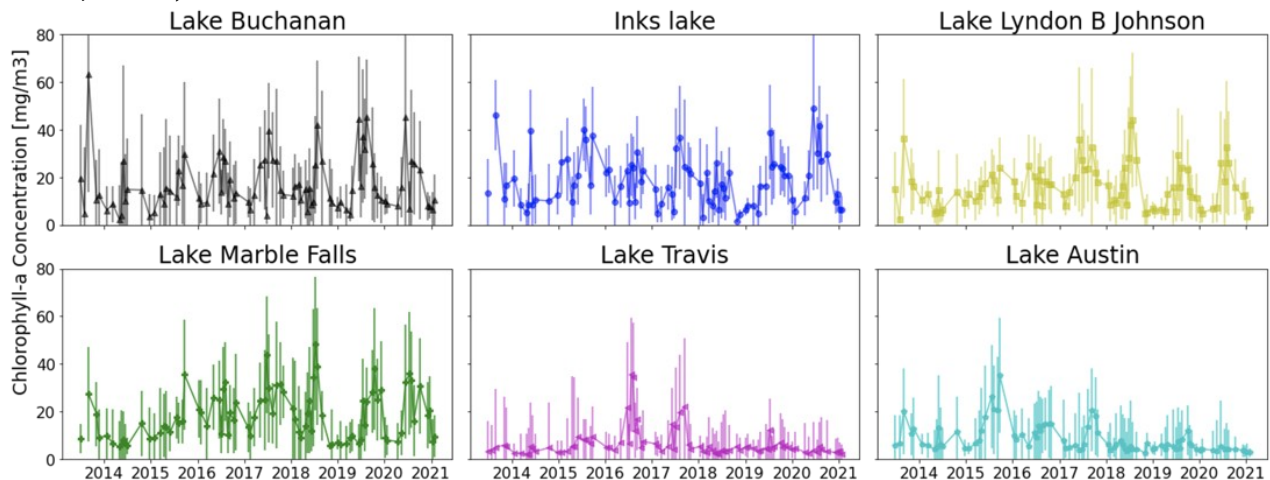 Lake Buchanan
Inks lake
Lake Lyndon B Johnson
Chlorophyll-a Concentration [mg/m3]
80
60
40
20
0
Lake Marble Falls
Lake Travis
Lake Austin
80
60
40
20
0
2014 2015 2016 2017 2018 2019 2020 2021
2014 2015 2016 2017 2018 2019 2020 2021
2014 2015 2016 2017 2018 2019 2020 2021